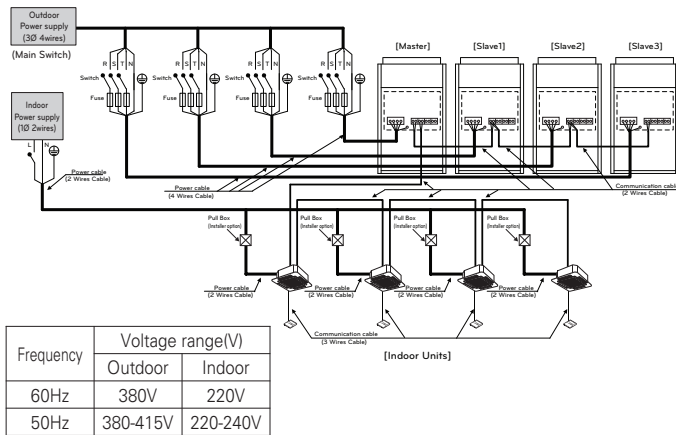 Outdoor
Power supply
(3Ø 4wires)
(Main Switch)
R S T N
R S T N
R S T N
R S T N
Switch
Switch
Switch
Switch
Fuse
Fuse
Fuse
Fuse
[Master]
[Slave1]
[Slave2]
[Slave3]
Indoor
Power supply
(1Ø 2wires)
L N
Power cable
(2 Wires Cable)
Power cable
(4 Wires Cable)
Communication cable
(2 Wires Cable)
Pull Box
(Installer option)
Pull Box
(Installer option)
Pull Box
(Installer option)
Pull Box
(Installer option)
Power cable
(2 Wires Cable)
Power cable
(2 Wires Cable)
Power cable
(2 Wires Cable)
Power cable
(2 Wires Cable)
Communication cable
(3 Wires Cable)
[Indoor Units]
Frequency Voltage range(V)
Outdoor Indoor
60Hz 380V 220V
50Hz 380-415V 220-240V